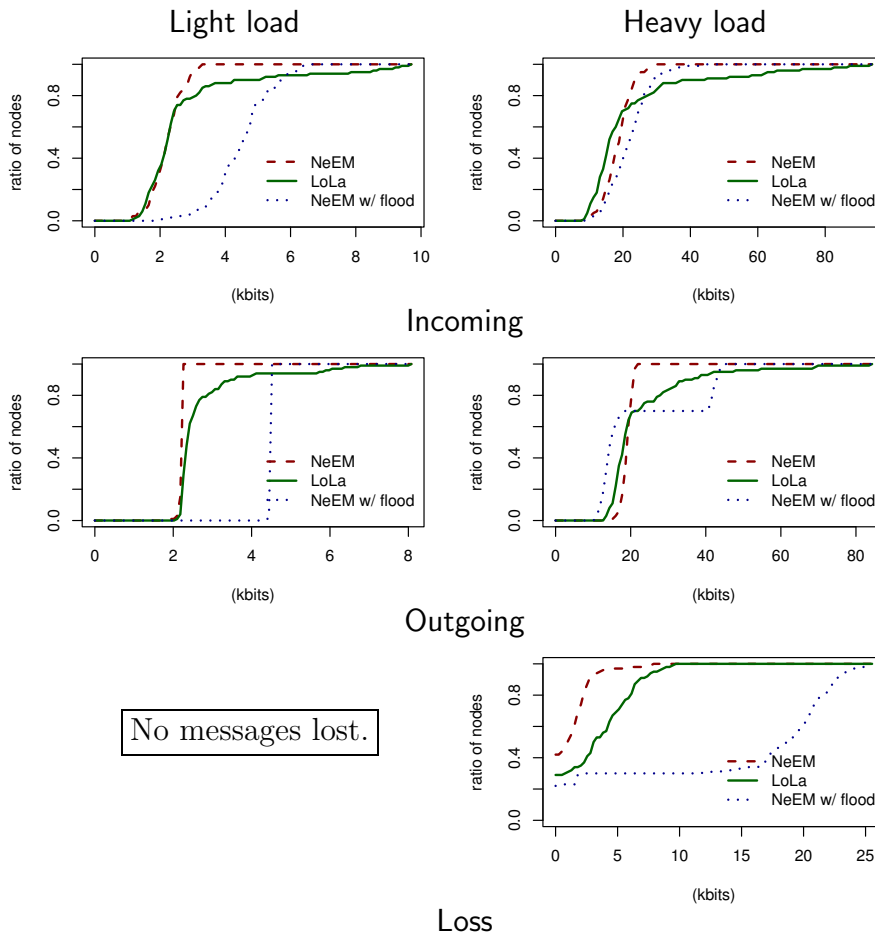 Light load
Heavy load
ratio of nodes
0.0 0.4 0.8
NeEM
LoLa
NeEM w/ flood
0 2 4 6 8 10
(kbits)
ratio of nodes
0.0 0.4 0.8
NeEM
LoLa
NeEM w/ flood
0 20 40 60 80
(kbits)
Incoming
ratio of nodes
0.0 0.4 0.8
NeEM
LoLa
NeEM w/ flood
0 2 4 6 8
(kbits)
ratio of nodes
0.0 0.4 0.8
NeEM
LoLa
NeEM w/ flood
0 20 40 60 80
(kbits)
Outgoing
No messages lost.
ratio of nodes
0.0 0.4 0.8
NeEM
LoLa
NeEM w/ flood
0 5 10 15 20 25
(kbits)
Loss